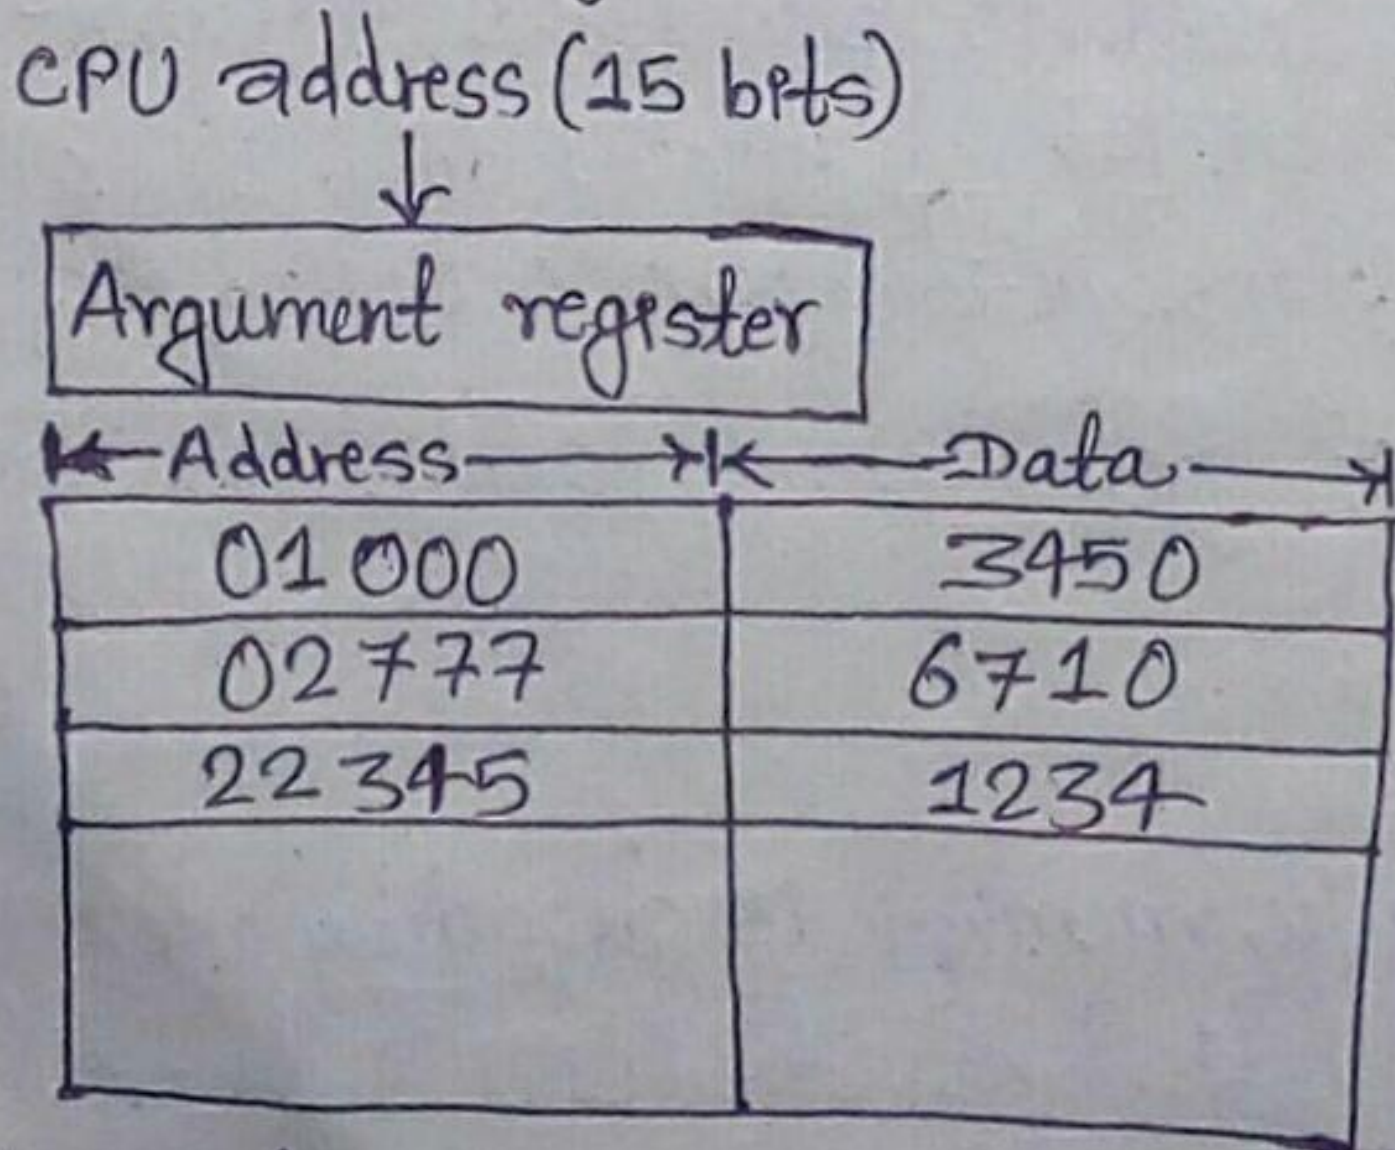 CPU address (15 bits)
Argument register
Address Data
01000 3450
02777 6710
22345 1234